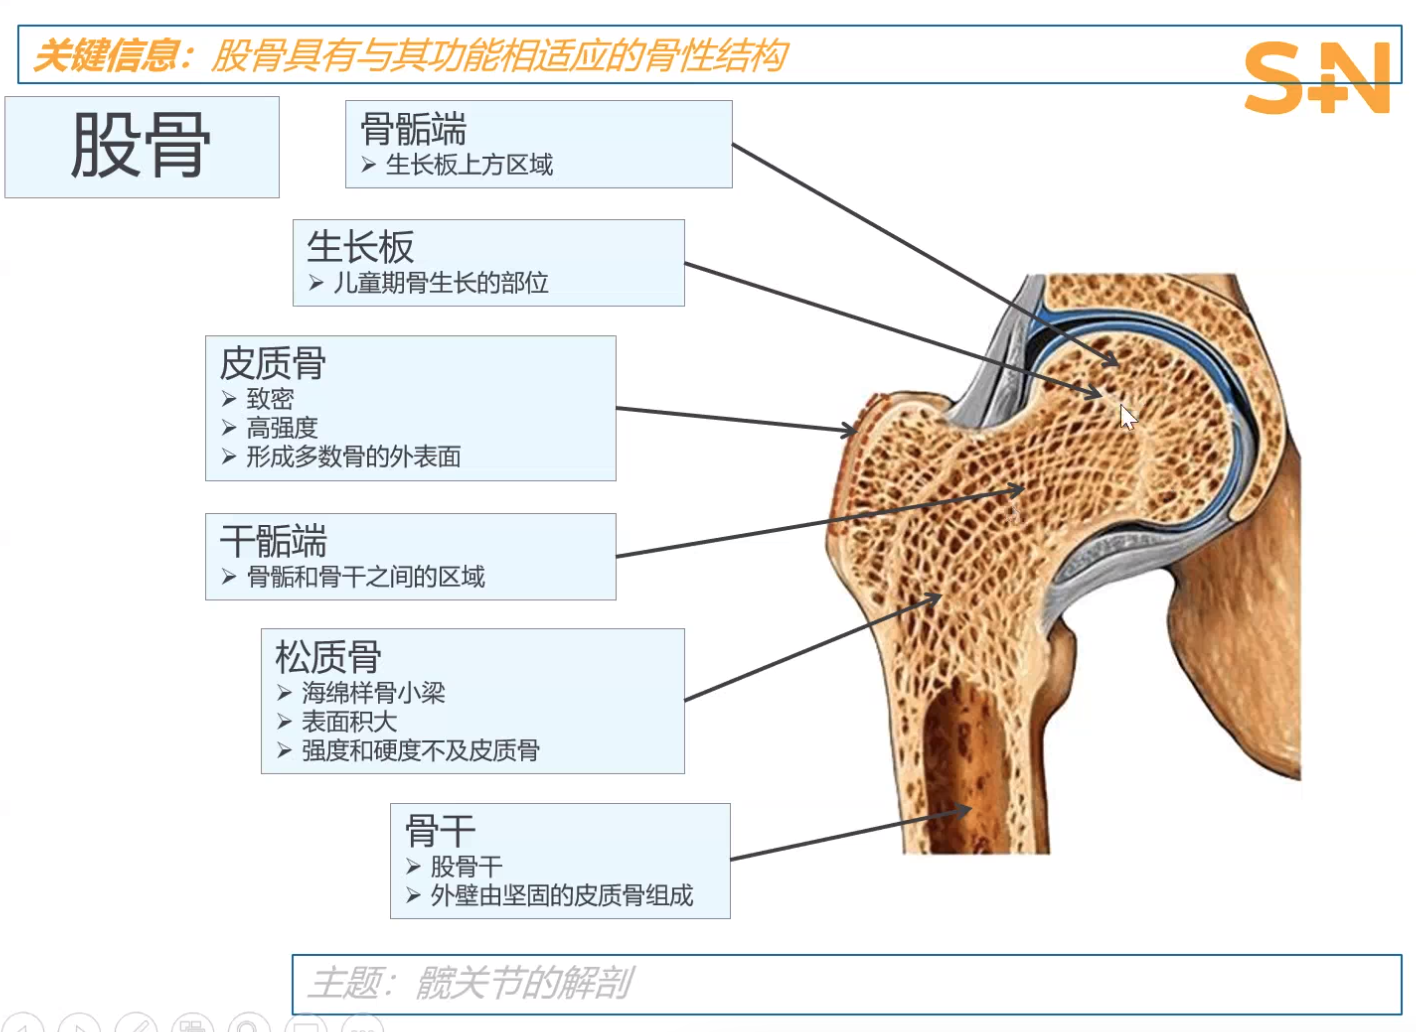 关键信息：股骨具有与其功能相适应的骨性结构
S+N
股骨
骨骺端
➢ 生长板上方区域
生长板
➢ 儿童期骨生长的部位
皮质骨
➢ 致密
➢ 高强度
➢ 形成多数骨的外表面
干骺端
➢ 骨骺和骨干之间的区域
松质骨
➢ 海绵样骨小梁
➢ 表面积大
➢ 强度和硬度不及皮质骨
骨干
➢ 股骨干
➢ 外壁由坚固的皮质骨组成
主题：髋关节的解剖